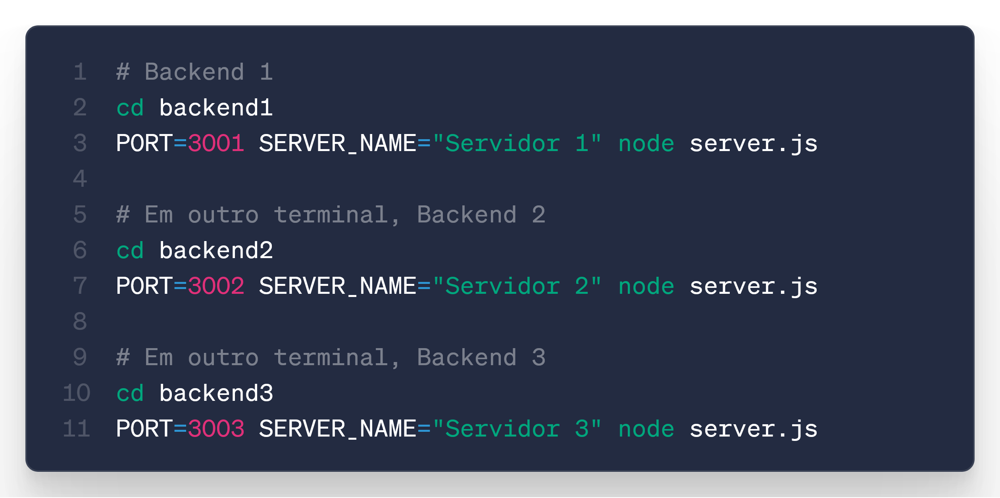 1 # Backend 1
2 cd backend1
3 PORT=3001 SERVER_NAME="Servidor 1" node server.js
4
5 # Em outro terminal, Backend 2
6 cd backend2
7 PORT=3002 SERVER_NAME="Servidor 2" node server.js
8
9 # Em outro terminal, Backend 3
10 cd backend3
11 PORT=3003 SERVER_NAME="Servidor 3" node server.js